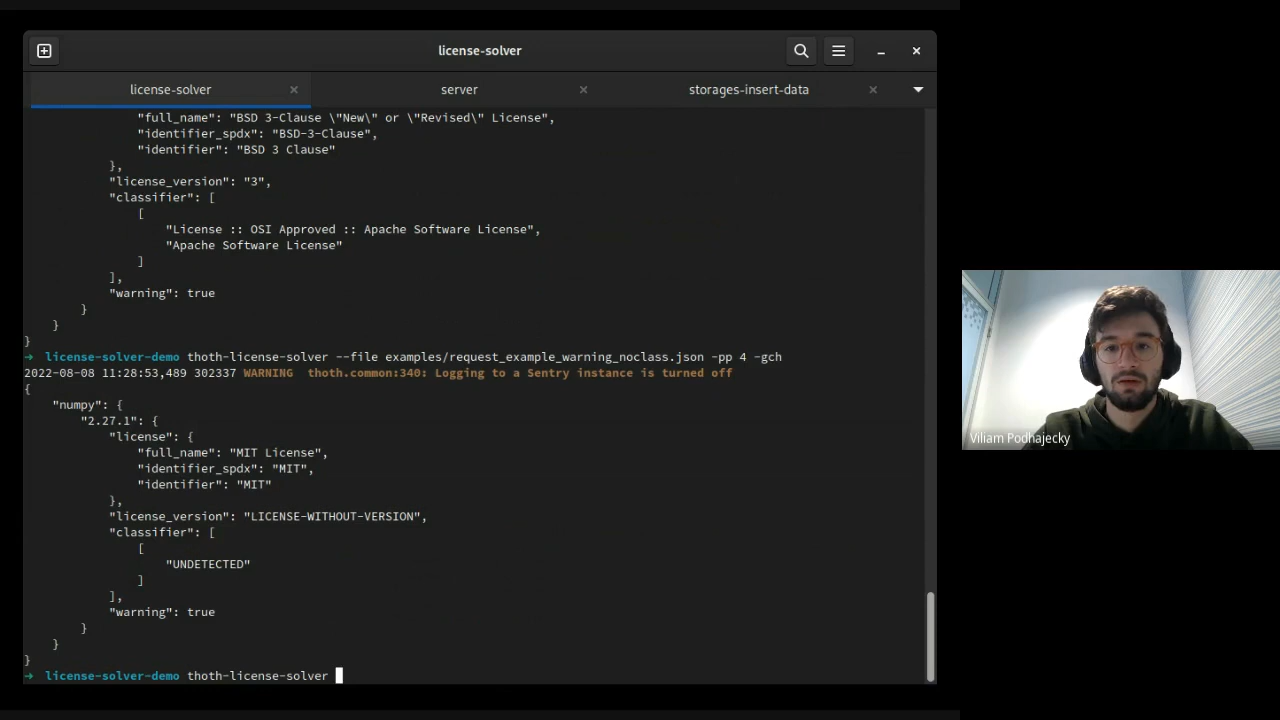 license-solver
license-solver × server × storages-insert-data ×
"full_name": "BSD 3-Clause \"New\" or \"Revised\" License",
"identifier_spdx": "BSD-3-Clause",
"identifier": "BSD 3 Clause"
},
"license_version": "3",
"classifier": [
[
"License :: OSI Approved :: Apache Software License",
"Apache Software License"
]
],
"warning": true
}
}
}
→ license-solver-demo thoth-license-solver --file examples/request_example_warning_noclass.json -pp 4 -gch
2022-08-08 11:28:53,489 302337 WARNING thoth.common:340: Logging to a Sentry instance is turned off
{
"numpy": {
"2.27.1": {
"license": {
"full_name": "MIT License",
"identifier_spdx": "MIT",
"identifier": "MIT"
},
"license_version": "LICENSE-WITHOUT-VERSION",
"classifier": [
[
"UNDETECTED"
]
],
"warning": true
}
}
}
→ license-solver-demo thoth-license-solver
Viliam Podhajecky